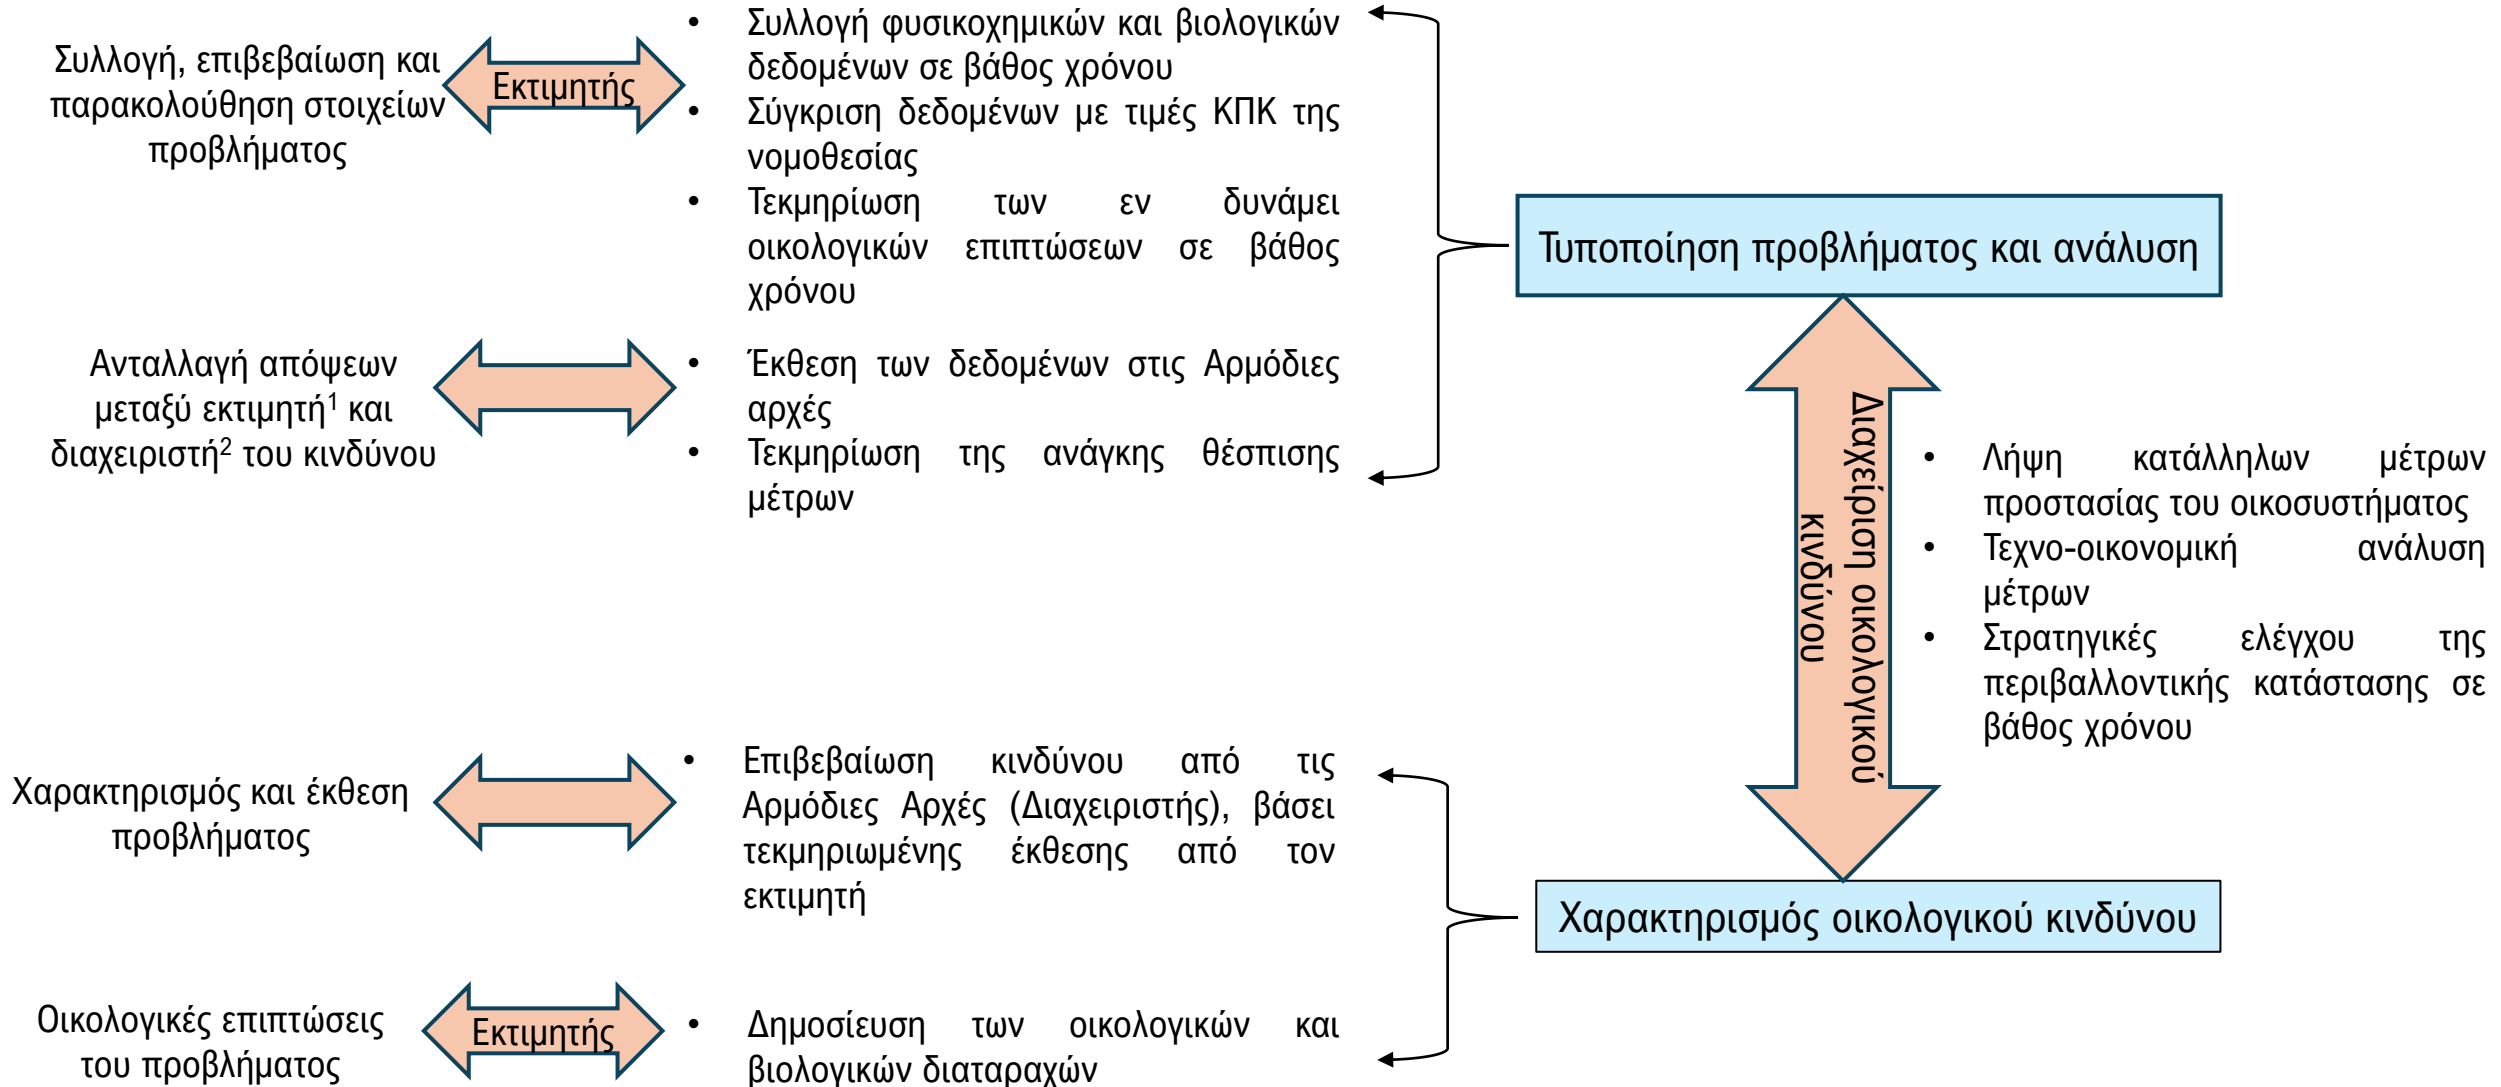 Συλλογή, επιβεβαίωση και
παρακολούθηση στοιχείων
προβλήματος
Εκτιμητής
• Συλλογή φυσικοχημικών και βιολογικών
δεδομένων σε βάθος χρόνου
• Σύγκριση δεδομένων με τιμές ΚΠΚ της
νομοθεσίας
• Τεκμηρίωση των εν δυνάμει
οικολογικών επιπτώσεων σε βάθος
χρόνου
Ανταλλαγή απόψεων
μεταξύ εκτιμητή¹ και
διαχειριστή² του κινδύνου
• Έκθεση των δεδομένων στις Αρμόδιες
αρχές
• Τεκμηρίωση της ανάγκης θέσπισης
μέτρων
Τυποποίηση προβλήματος και ανάλυση
Διαχείριση οικολογικού
κινδύνου
• Λήψη κατάλληλων μέτρων
προστασίας του οικοσυστήματος
• Τεχνο-οικονομική ανάλυση
μέτρων
• Στρατηγικές ελέγχου της
περιβαλλοντικής κατάστασης σε
βάθος χρόνου
Χαρακτηρισμός και έκθεση
προβλήματος
• Επιβεβαίωση κινδύνου από τις
Αρμόδιες Αρχές (Διαχειριστής), βάσει
τεκμηριωμένης έκθεσης από τον
εκτιμητή
Χαρακτηρισμός οικολογικού κινδύνου
Οικολογικές επιπτώσεις
του προβλήματος
Εκτιμητής
• Δημοσίευση των οικολογικών και
βιολογικών διαταραχών